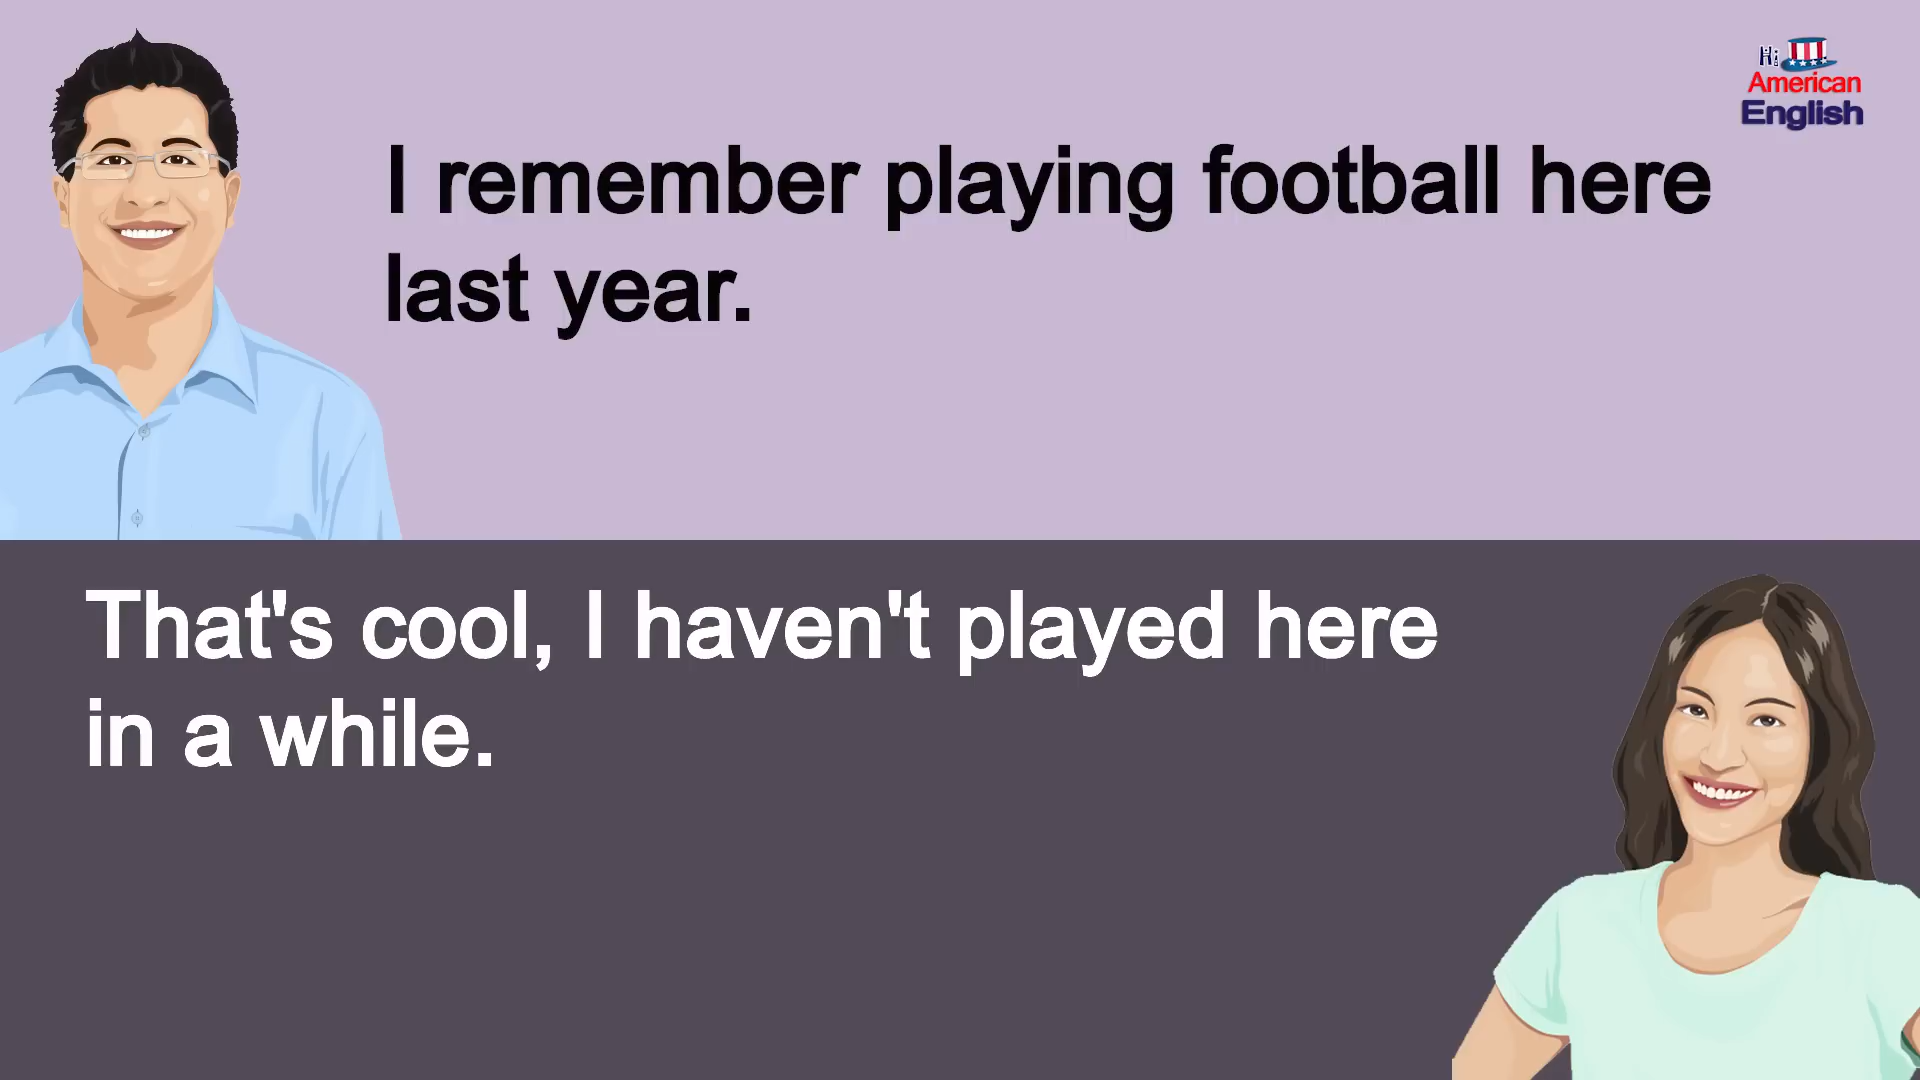 Hi
American
English
I remember playing football here
last year.
That's cool, I haven't played here
in a while.